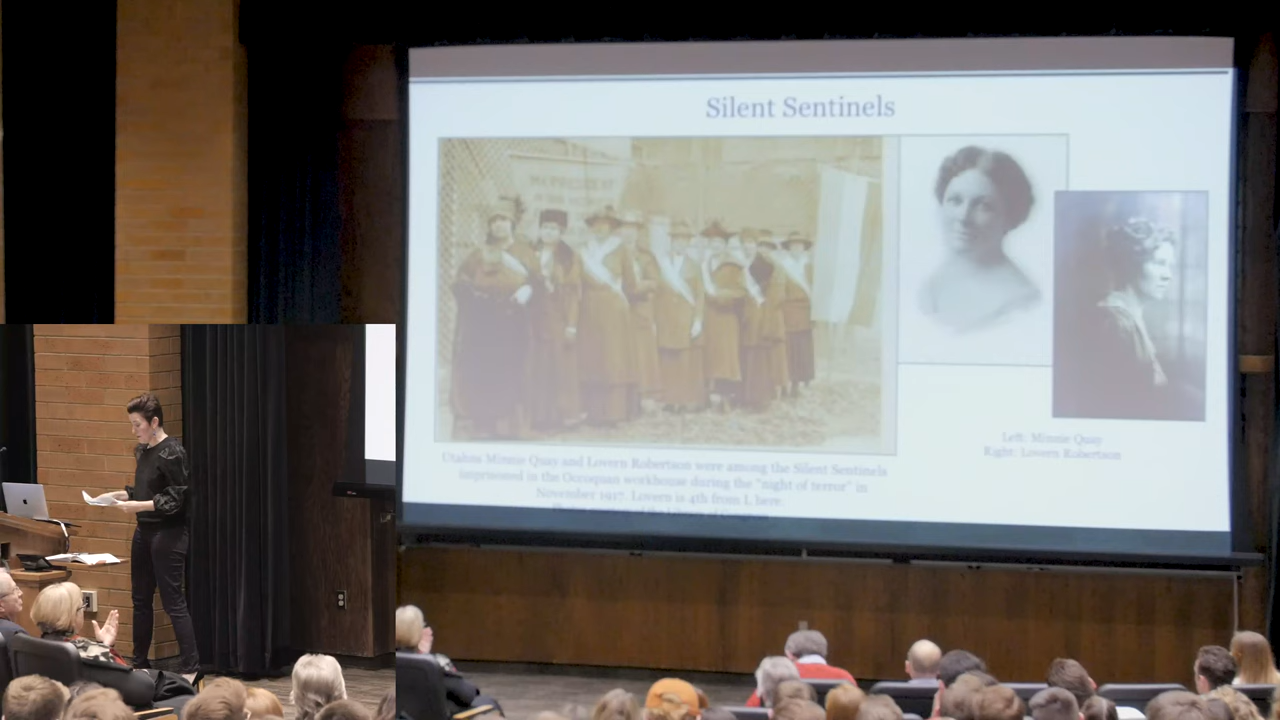 Silent Sentinels
Utahns Minnie Quay and Lovern Robertson were among the Silent Sentinels
imprisoned in the Occoquan workhouse during the "night of terror" in
November 1917. Lovern is 4th from L here.
Left: Minnie Quay
Right: Lovern Robertson